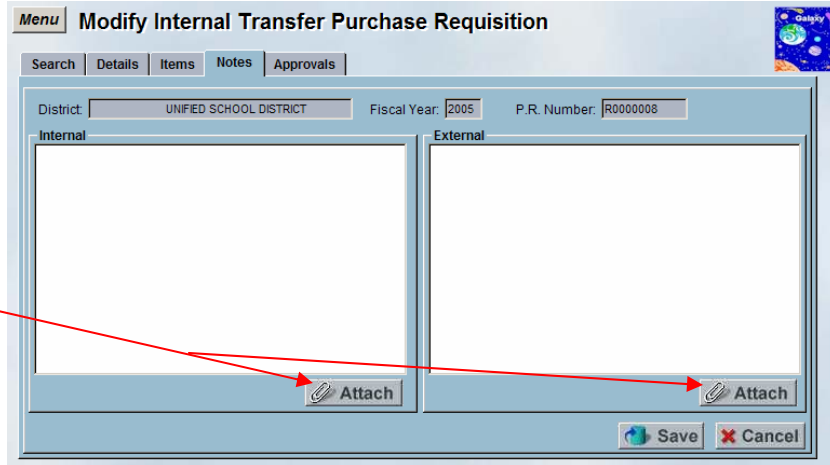 Menu Modify Internal Transfer Purchase Requisition
Galaxy
Search Details Items Notes Approvals
District: UNIFIED SCHOOL DISTRICT Fiscal Year: 2005 P.R. Number: R0000008
Internal External
Attach Attach
Save Cancel